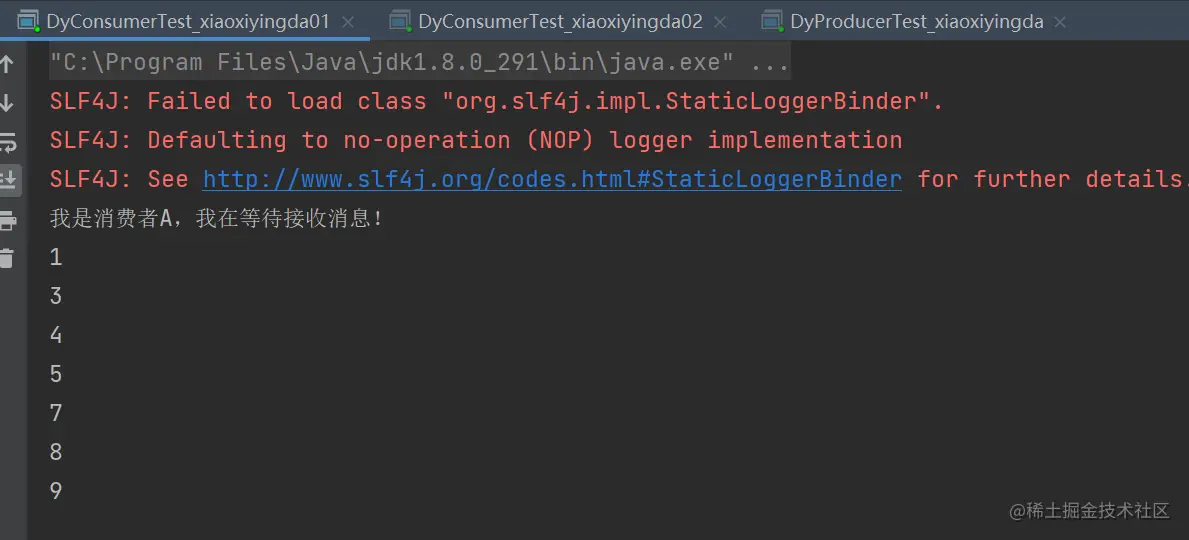 DyConsumerTest_xiaoxiyingda01 DyConsumerTest_xiaoxiyingda02 DyProducerTest_xiaoxiyingda
"C:\Program Files\Java\jdk1.8.0_291\bin\java.exe" ...
SLF4J: Failed to load class "org.slf4j.impl.StaticLoggerBinder".
SLF4J: Defaulting to no-operation (NOP) logger implementation
SLF4J: See http://www.slf4j.org/codes.html#StaticLoggerBinder for further details.
我是消费者A，我在等待接收消息！
1
3
4
5
7
8
9
@稀土掘金技术社区